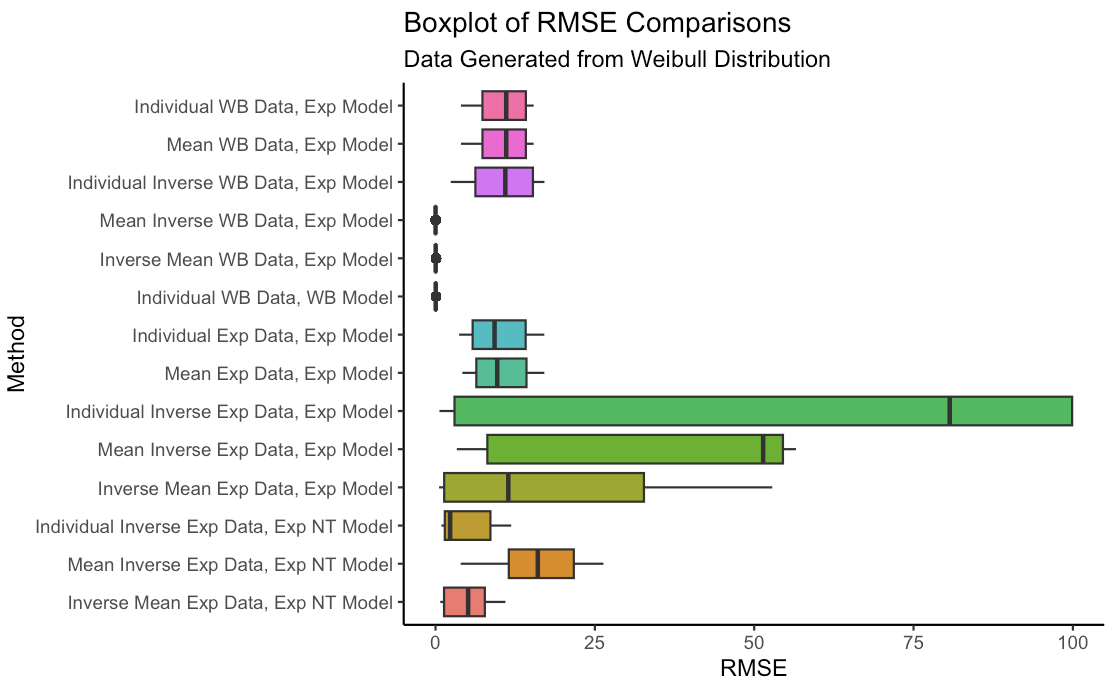 Boxplot of RMSE Comparisons
Data Generated from Weibull Distribution
Method
Individual WB Data, Exp Model
Mean WB Data, Exp Model
Individual Inverse WB Data, Exp Model
Mean Inverse WB Data, Exp Model
Inverse Mean WB Data, Exp Model
Individual WB Data, WB Model
Individual Exp Data, Exp Model
Mean Exp Data, Exp Model
Individual Inverse Exp Data, Exp Model
Mean Inverse Exp Data, Exp Model
Inverse Mean Exp Data, Exp Model
Individual Inverse Exp Data, Exp NT Model
Mean Inverse Exp Data, Exp NT Model
Inverse Mean Exp Data, Exp NT Model
0 25 50 75 100
RMSE